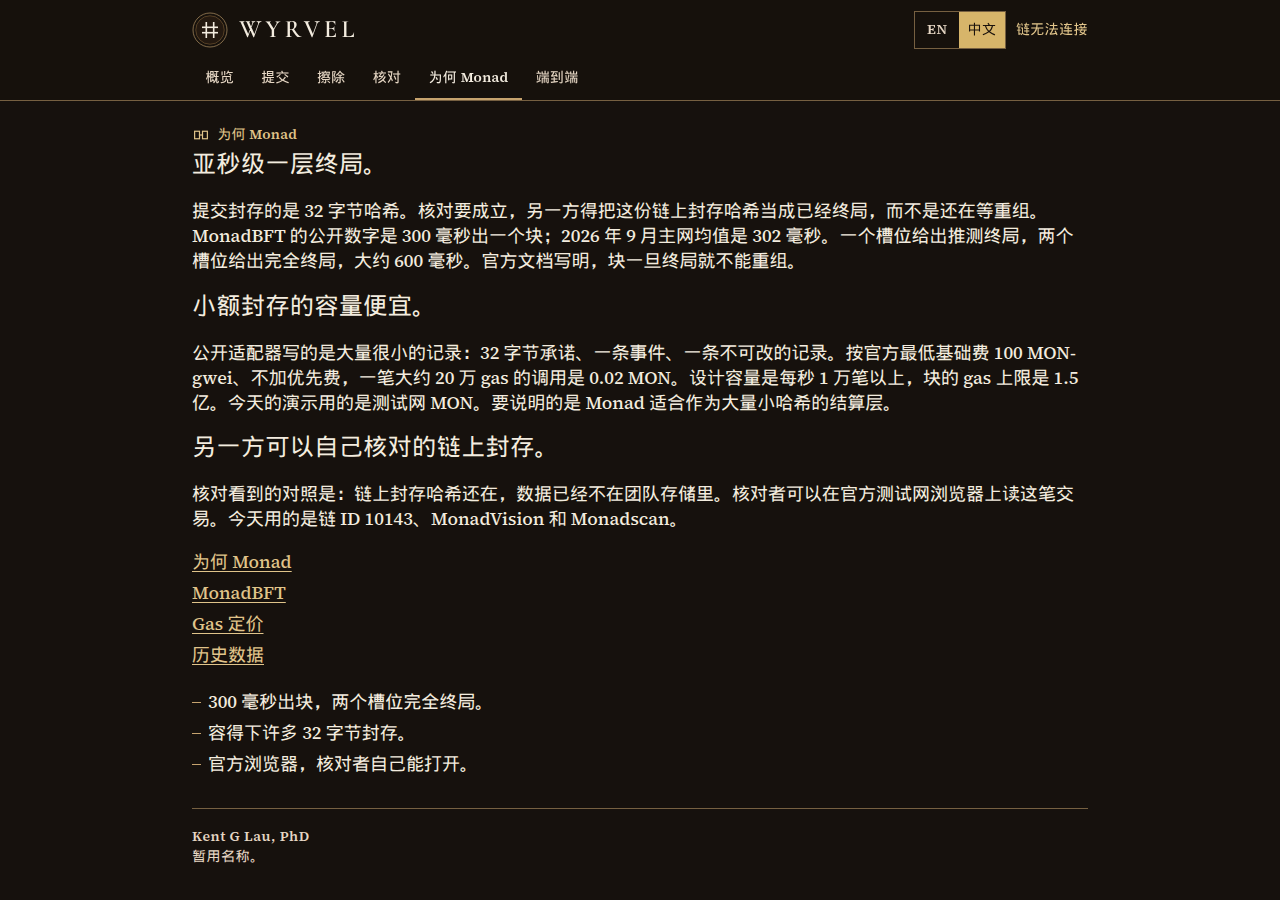 WYRVEL
EN 中文 链无法连接
概览 提交 擦除 核对 为何 Monad 端到端
为何 Monad
亚秒级一层终局。
提交封存的是 32 字节哈希。核对要成立，另一方得把这份链上封存哈希当成已经终局，而不是还在等重组。
MonadBFT 的公开数字是 300 毫秒出一个块；2026 年 9 月主网均值是 302 毫秒。一个槽位给出推测终局，两个
槽位给出完全终局，大约 600 毫秒。官方文档写明，块一旦终局就不能重组。
小额封存的容量便宜。
公开适配器写的是大量很小的记录：32 字节承诺、一条事件、一条不可改的记录。按官方最低基础费 100 MON-
gwei、不加优先费，一笔大约 20 万 gas 的调用是 0.02 MON。设计容量是每秒 1 万笔以上，块的 gas 上限是 1.5
亿。今天的演示用的是测试网 MON。要说明的是 Monad 适合作为大量小哈希的结算层。
另一方可以自己核对的链上封存。
核对看到的对照是：链上封存哈希还在，数据已经不在团队存储里。核对者可以在官方测试网浏览器上读这笔交
易。今天用的是链 ID 10143、MonadVision 和 Monadscan。
为何 Monad
MonadBFT
Gas 定价
历史数据
– 300 毫秒出块，两个槽位完全终局。
– 容得下许多 32 字节封存。
– 官方浏览器，核对者自己能打开。
Kent G Lau, PhD
暂用名称。